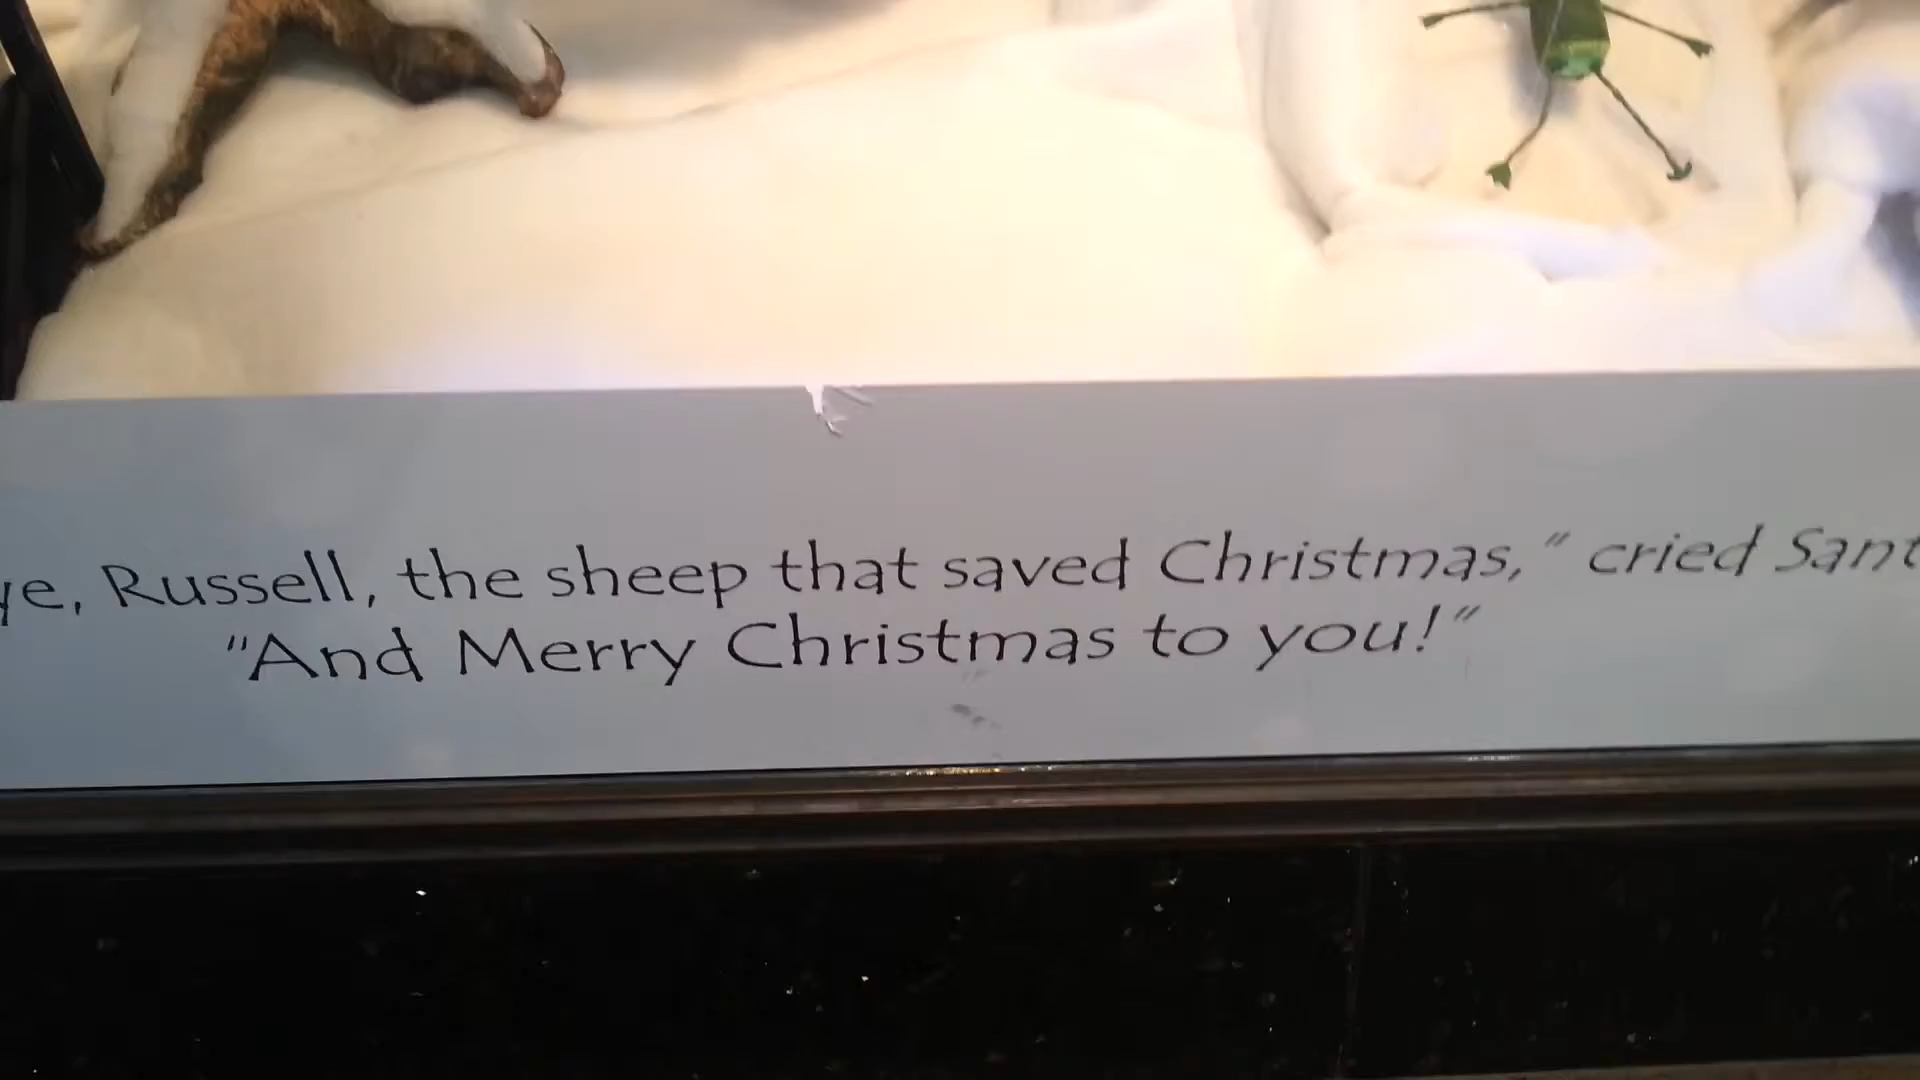 Russell, the sheep that saved Christmas," cried
"And Merry Christmas to you!"